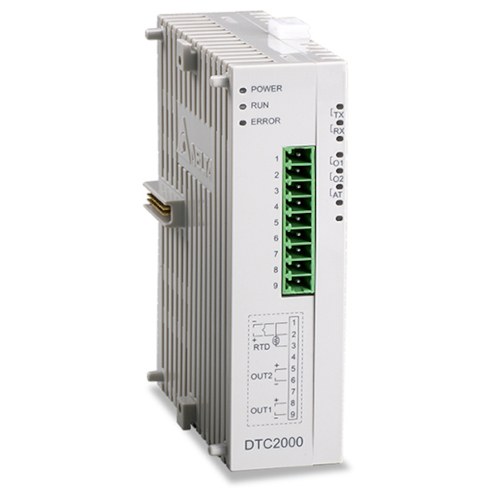 POWER
RUN
ERROR
TX
RX
O1
O2
AT
1
2
3
4
5
6
7
8
9
DELTA
RTD
OUT2
OUT1
- + + - + -
1
2
3
4
5
6
7
8
9
DTC2000